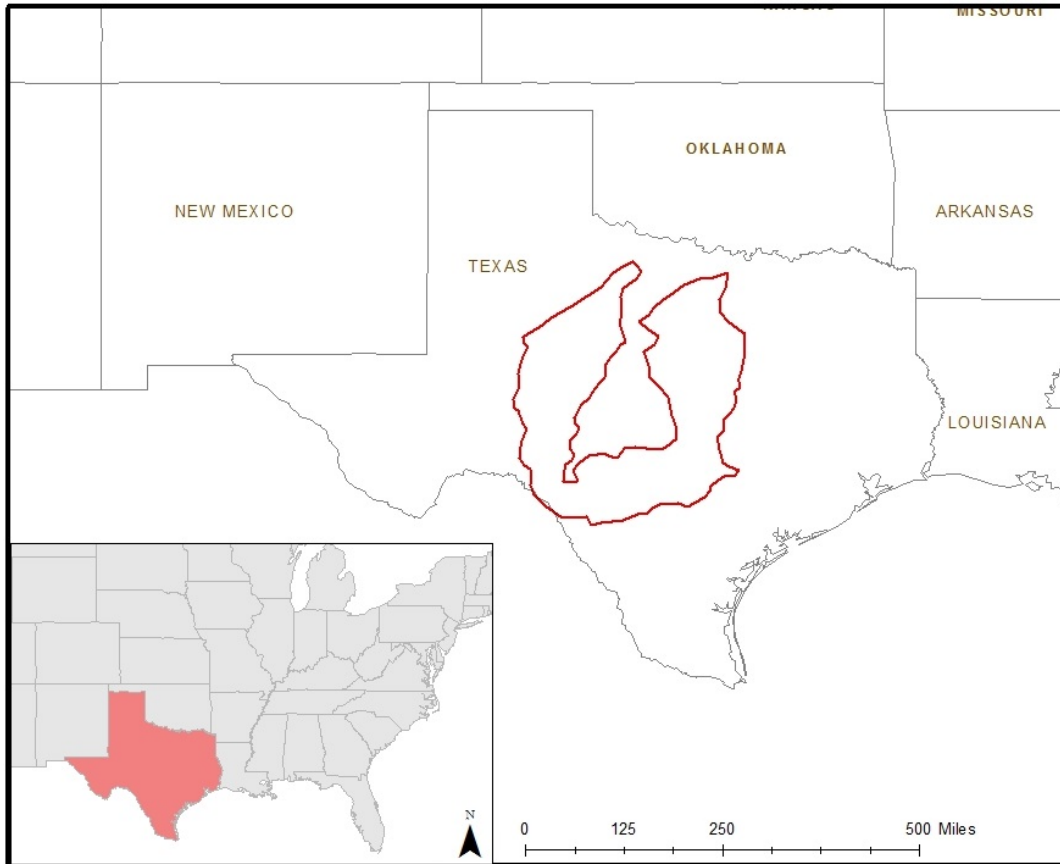 MISSOURI
OKLAHOMA
NEW MEXICO
ARKANSAS
TEXAS
LOUISIANA
N
0 125 250 500 Miles